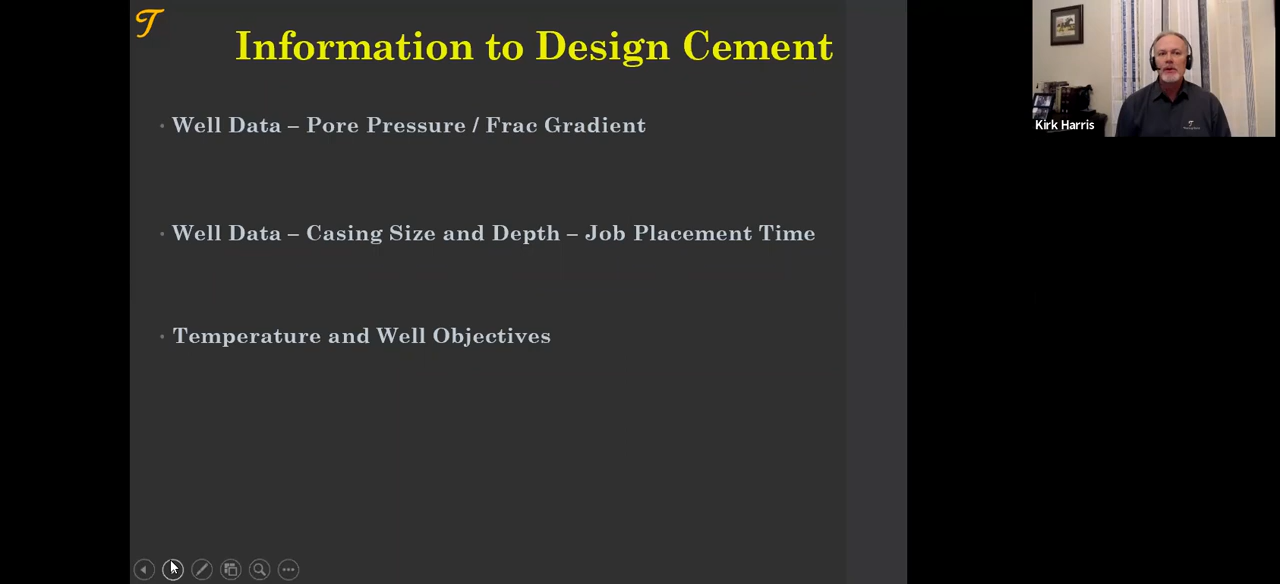 T
Information to Design Cement
Kirk Harris
• Well Data – Pore Pressure / Frac Gradient
• Well Data – Casing Size and Depth – Job Placement Time
• Temperature and Well Objectives